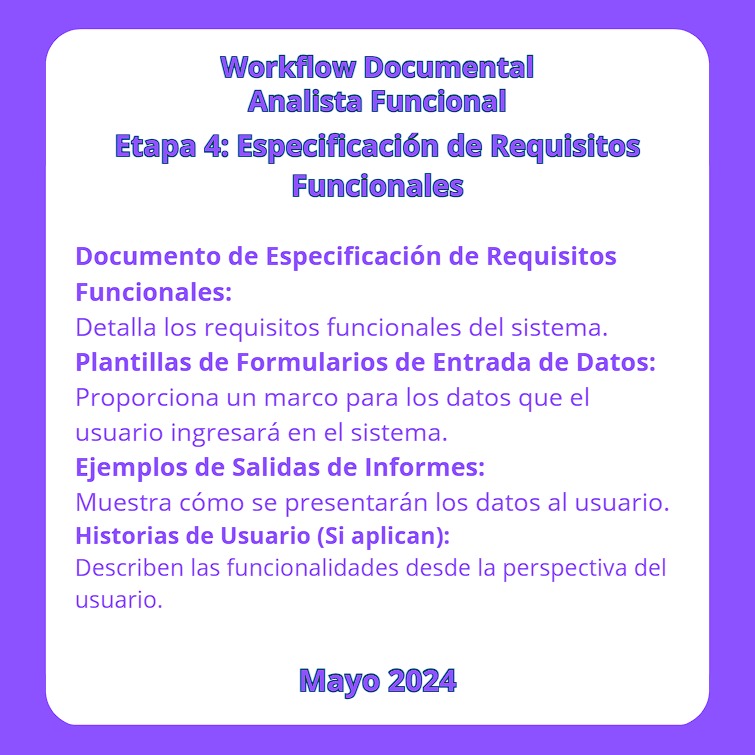 Workflow Documental
Analista Funcional
Etapa 4: Especificación de Requisitos
Funcionales
Documento de Especificación de Requisitos
Funcionales:
Detalla los requisitos funcionales del sistema.
Plantillas de Formularios de Entrada de Datos:
Proporciona un marco para los datos que el
usuario ingresará en el sistema.
Ejemplos de Salidas de Informes:
Muestra cómo se presentarán los datos al usuario.
Historias de Usuario (Si aplican):
Describen las funcionalidades desde la perspectiva del
usuario.
Mayo 2024